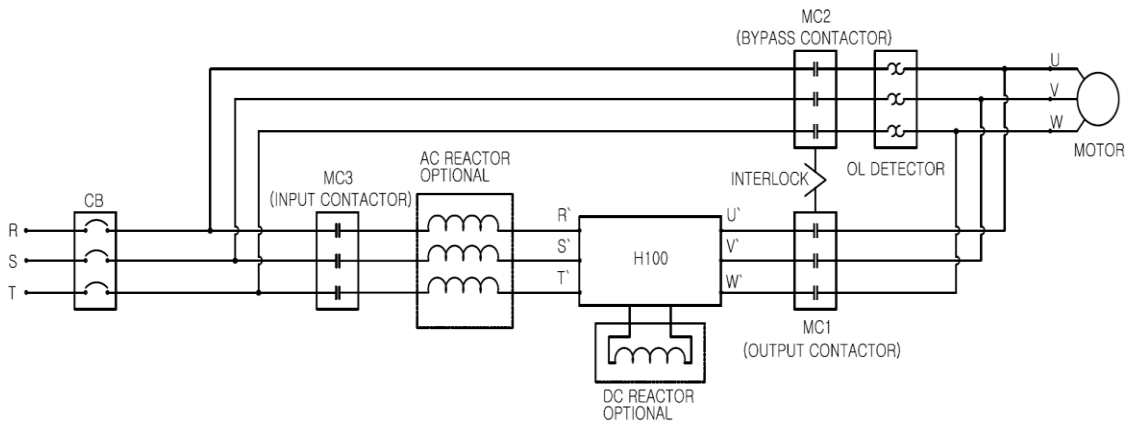 MC2
(BYPASS CONTACTOR)
U
V
W
MOTOR
OL DETECTOR
INTERLOCK
AC REACTOR
OPTIONAL
MC3
(INPUT CONTACTOR)
CB
R
S
T
R`
S`
T`
H100
U`
V`
W`
MC1
(OUTPUT CONTACTOR)
DC REACTOR
OPTIONAL